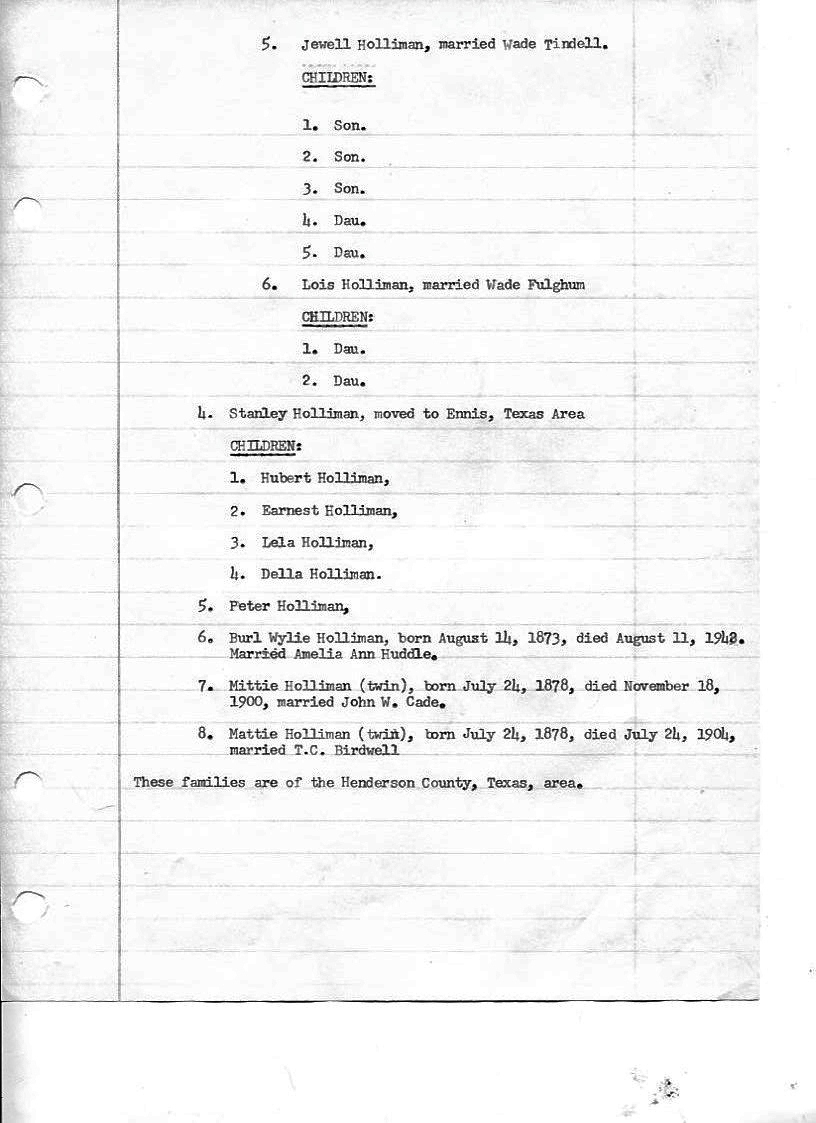 5. Jewell Holliman, married Wade Tindell.
CHILDREN:
1. Son.
2. Son.
3. Son.
4. Dau.
5. Dau.
6. Lois Holliman, married Wade Fulghum
CHILDREN:
1. Dau.
2. Dau.
4. Stanley Holliman, moved to Ennis, Texas Area
CHILDREN:
1. Hubert Holliman,
2. Earnest Holliman,
3. Lela Holliman,
4. Della Holliman.
5. Peter Holliman,
6. Burl Wylie Holliman, born August 14, 1873, died August 11,
Married Amelia Ann Huddle.
7. Mittie Holliman (twin), born July 24, 1878, died November 18,
1900, married John W. Cade.
8. Mattie Holliman (twin), born July 24, 1878, died July 24, 1904,
married T.C. Birdwell
These families are of the Henderson County, Texas, area.